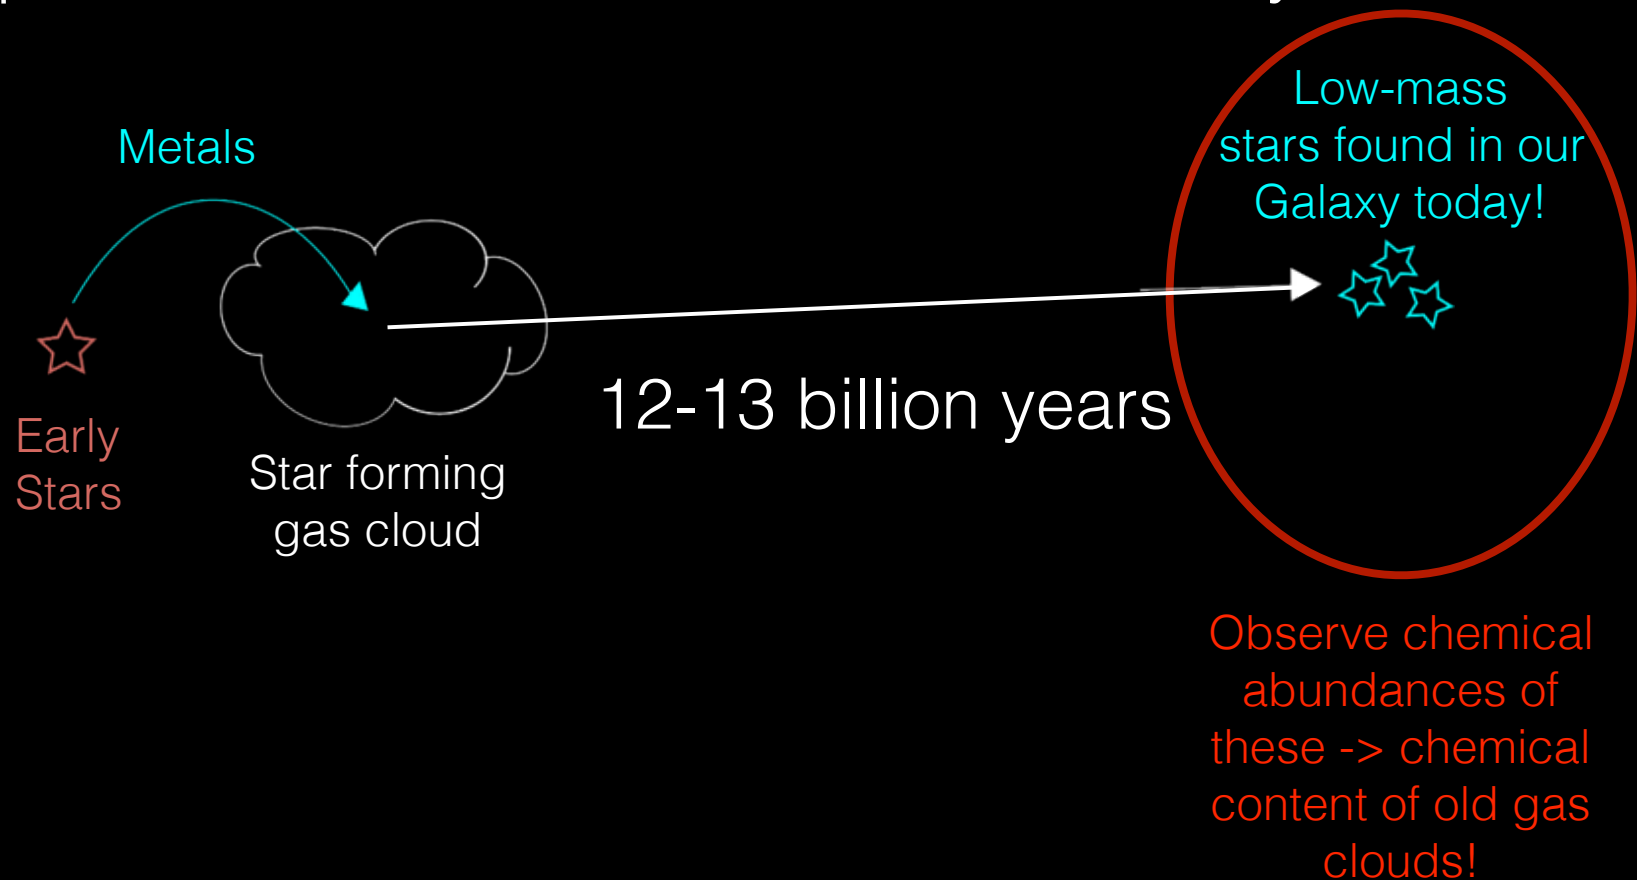 Metals
Early
Stars
Star forming
gas cloud
12-13 billion years
Low-mass
stars found in our
Galaxy today!
Observe chemical
abundances of
these -> chemical
content of old gas
clouds!